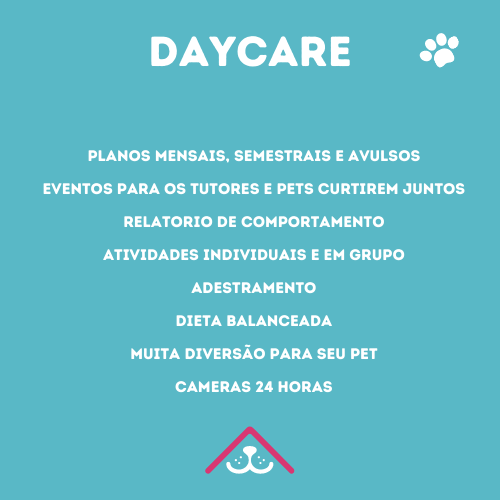 DAYCARE
PLANOS MENSAIS, SEMESTRAIS E AVULSOS
EVENTOS PARA OS TUTORES E PETS CURTIREM JUNTOS
RELATORIO DE COMPORTAMENTO
ATIVIDADES INDIVIDUAIS E EM GRUPO
ADESTRAMENTO
DIETA BALANCEADA
MUITA DIVERSÃO PARA SEU PET
CAMERAS 24 HORAS